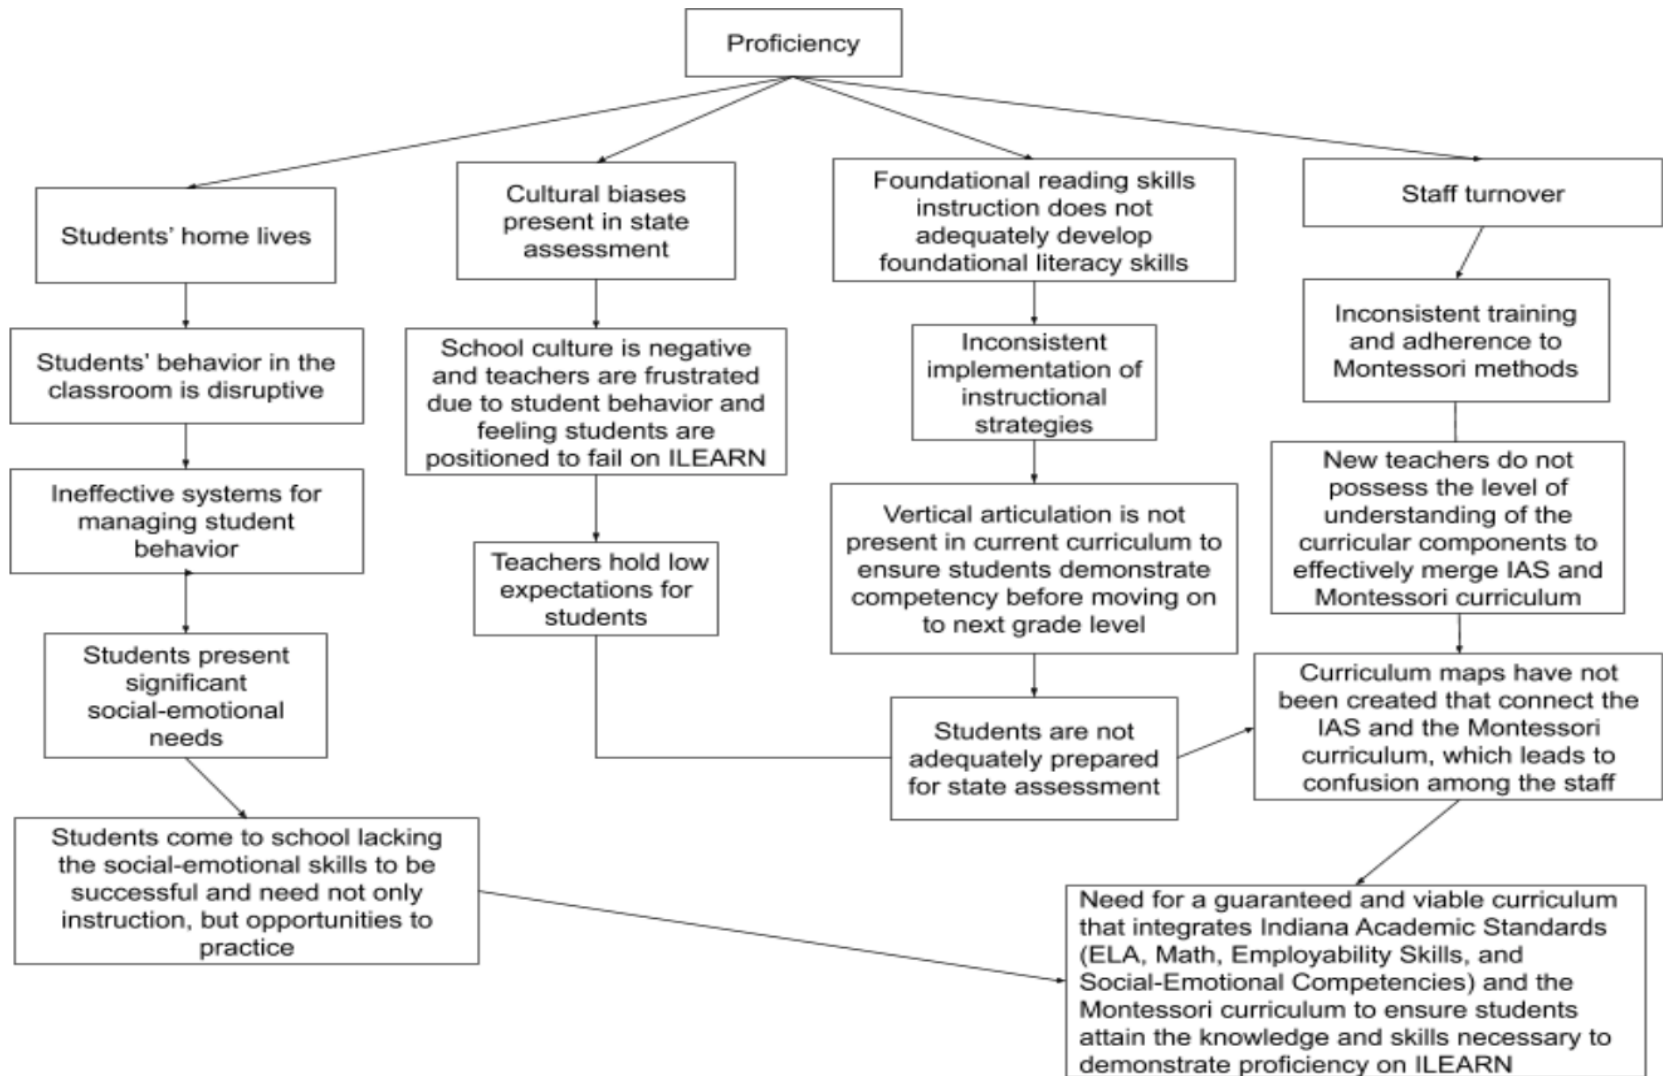 Proficiency
Students’ home lives
Cultural biases
present in state
assessment
Foundational reading skills
instruction does not
adequately develop
foundational literacy skills
Staff turnover
Students’ behavior in the
classroom is disruptive
School culture is negative
and teachers are frustrated
due to student behavior and
feeling students are
positioned to fail on ILEARN
Inconsistent
implementation of
instructional
strategies
Inconsistent training
and adherence to
Montessori methods
Ineffective systems for
managing student
behavior
Teachers hold low
expectations for
students
Vertical articulation is not
present in current curriculum to
ensure students demonstrate
competency before moving on
to next grade level
New teachers do not
possess the level of
understanding of the
curricular components to
effectively merge IAS and
Montessori curriculum
Students present
significant
social-emotional
needs
Students are not
adequately prepared
for state assessment
Curriculum maps have not
been created that connect the
IAS and the Montessori
curriculum, which leads to
confusion among the staff
Students come to school lacking
the social-emotional skills to be
successful and need not only
instruction, but opportunities to
practice
Need for a guaranteed and viable curriculum
that integrates Indiana Academic Standards
(ELA, Math, Employability Skills, and
Social-Emotional Competencies) and the
Montessori curriculum to ensure students
attain the knowledge and skills necessary to
demonstrate proficiency on ILEARN